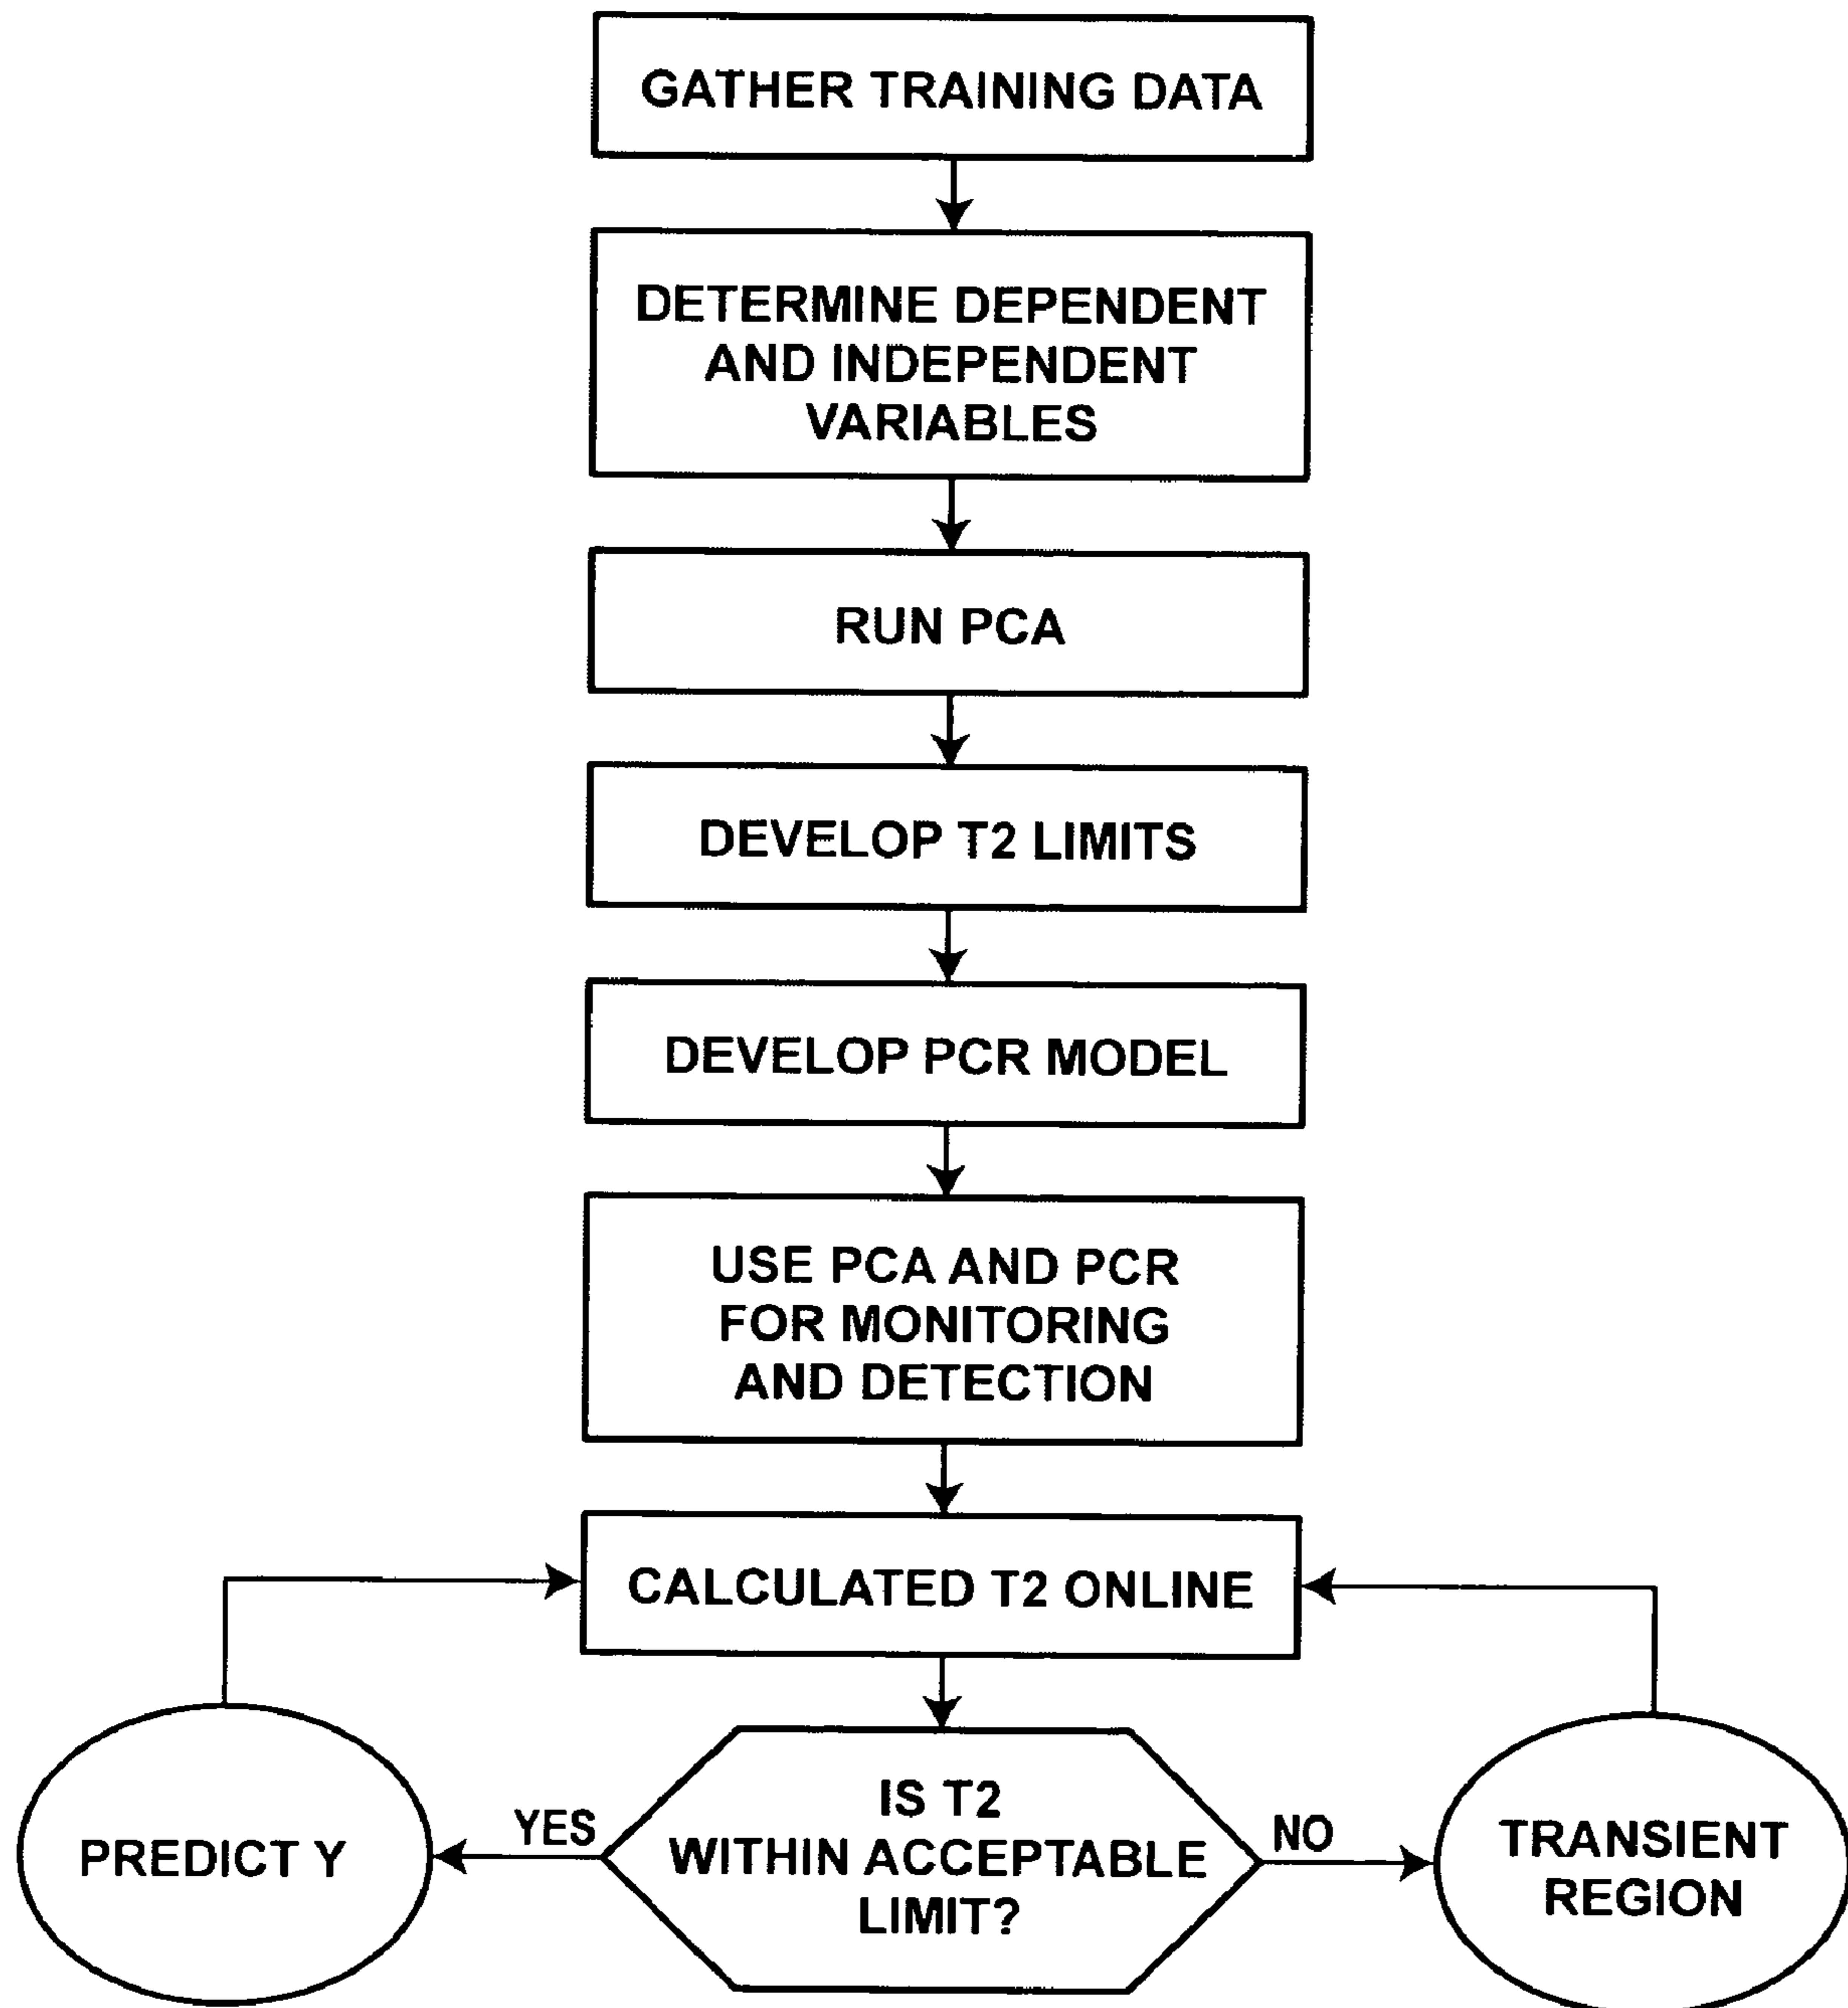 GATHER TRAINING DATA
DETERMINE DEPENDENT
AND INDEPENDENT
VARIABLES
RUN PCA
DEVELOP T2 LIMITS
DEVELOP PCR MODEL
USE PCA AND PCR
FOR MONITORING
AND DETECTION
CALCULATED T2 ONLINE
IS T2
WITHIN ACCEPTABLE
LIMIT?
YES
NO
PREDICT Y
TRANSIENT
REGION